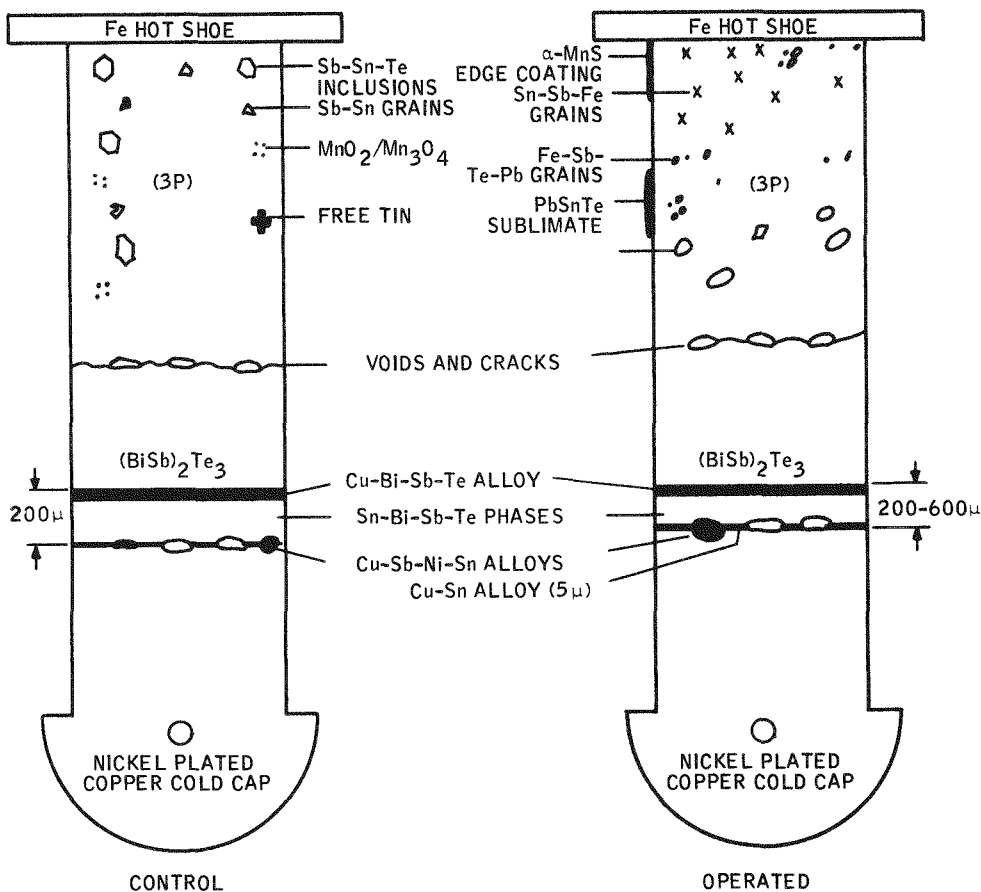 Fe HOT SHOE
Fe HOT SHOE
Sb-Sn-Te
INCLUSIONS
Sb-Sn GRAINS
MnO2/Mn3O4
(3P)
FREE TIN
α-MnS
EDGE COATING
Sn-Sb-Fe
GRAINS
Fe-Sb-
Te-Pb GRAINS
(3P)
PbSnTe
SUBLIMATE
VOIDS AND CRACKS
(BiSb)2Te3
(BiSb)2Te3
Cu-Bi-Sb-Te ALLOY
200μ
Sn-Bi-Sb-Te PHASES
200-600μ
Cu-Sb-Ni-Sn ALLOYS
Cu-Sn ALLOY (5μ)
NICKEL PLATED
COPPER COLD CAP
NICKEL PLATED
COPPER COLD CAP
CONTROL
OPERATED